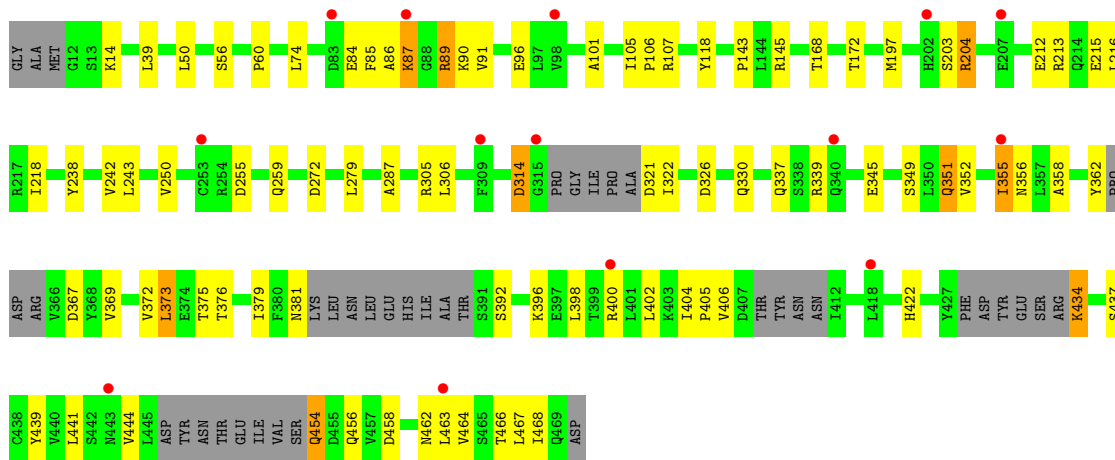 GLY ALA MET G12 S13 K14 L39 L50 S56 P60 L74 D83 E84 F85 A86 K87 G88 R89 K90 V91 E96 L97 V98 A101 I105 P106 R107 Y118 P143 L144 R145 T168 T172 M197 H202 S203 R204 E207 E212 R213 Q214 E215 L216
R217 I218 Y238 V242 L243 V250 C253 R254 D255 Q259 D272 L279 A287 R305 L306 F309 D314 G315 PRO GLY ILE PRO ALA D321 I322 D326 Q330 Q337 S338 R339 Q340 E345 S349 L350 Q351 V352 I355 N356 L357 A358 Y362 PRO
ASP ARG V366 D367 Y368 V369 V372 L373 E374 T375 T376 I379 F380 N381 LYS LEU ASN LEU GLU HIS ILE ALA THR S391 S392 K396 E397 L398 T399 R400 L401 L402 K403 I404 P405 V406 D407 THR TYR ASN ASN I412 L418 H422 Y427 PHE ASP TYR GLU SER ARG K434 S437
C438 Y439 V440 L441 S442 N443 V444 L445 ASP TYR ASN THR GLU ILE VAL SER Q454 D455 Q456 V457 D458 N462 L463 V464 S465 T466 L467 I468 Q469 ASP